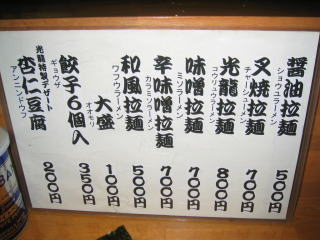 醤油拉麺 ショウユラーメン 500円
叉焼拉麺 チャーシューメン 700円
光龍拉麺 コウリュウラーメン 800円
味噌拉麺 ミソラーメン 700円
辛味噌拉麺 カラミソラーメン 700円
和風拉麺 ワフウラーメン 500円
大盛 オオモリ 100円
餃子6個入 ギョウザ 350円
光龍特製デザート
杏仁豆腐 アンニンドウフ 200円